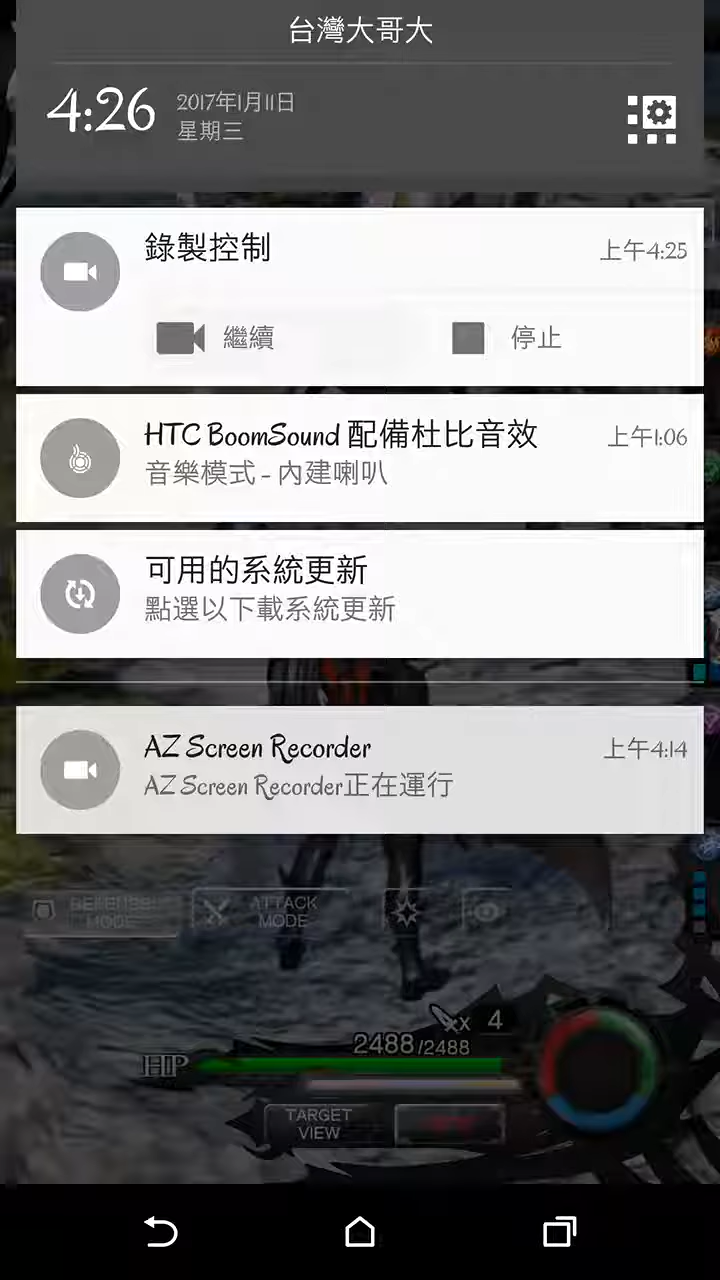 台灣大哥大
4:26
2017年1月11日
星期三
錄製控制
上午4:25
繼續
停止
HTC BoomSound 配備杜比音效
上午1:06
音樂模式 - 內建喇叭
可用的系統更新
點選以下載系統更新
AZ Screen Recorder
上午4:14
AZ Screen Recorder正在運行
MODE
ATTACK
MODE
x 4
2488/2488
HP
TARGET
VIEW